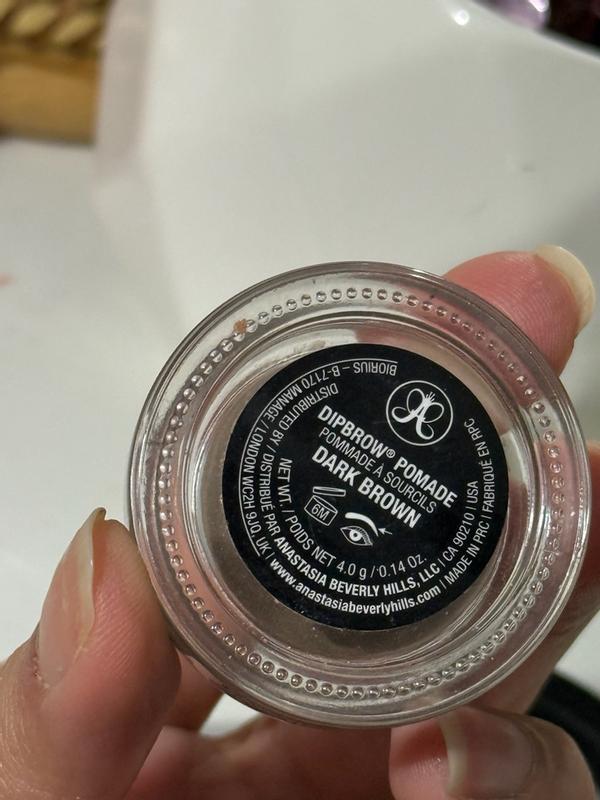 DIPBROW® POMADE
POMMADE À SOURCILS
DARK BROWN
6M
NET WT. / POIDS NET 4.0 g / 0.14 Oz.
DISTRIBUTED BY / DISTRIBUÉ PAR ANASTASIA BEVERLY HILLS, LLC | CA 90210 | USA
BIORIUS – B-7170 MANAGE / LONDON WC2H 9JQ, UK | www.anastasiabeverlyhills.com | MADE IN PRC | FABRIQUÉ EN RPC